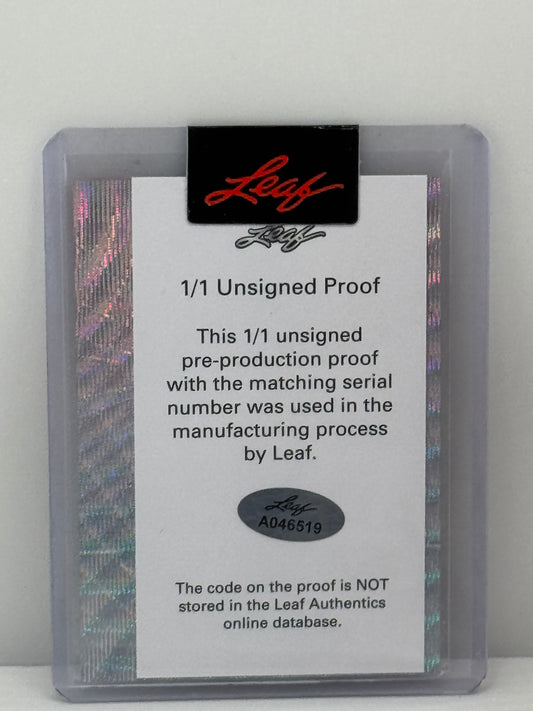 Leaf
Leaf
1/1 Unsigned Proof
This 1/1 unsigned
pre-production proof
with the matching serial
number was used in the
manufacturing process
by Leaf.
Leaf
A046519
The code on the proof is NOT
stored in the Leaf Authentics
online database.